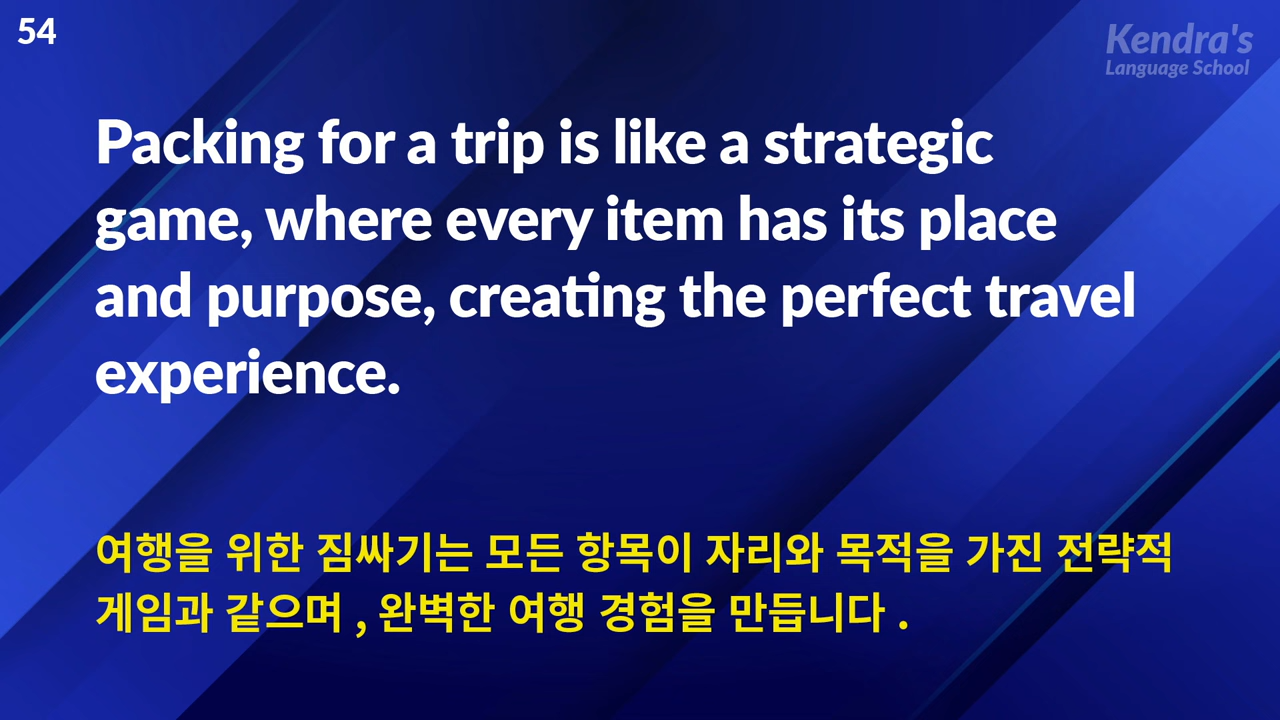 54
Kendra's
Language School
Packing for a trip is like a strategic
game, where every item has its place
and purpose, creating the perfect travel
experience.
여행을 위한 짐싸기는 모든 항목이 자리와 목적을 가진 전략적
게임과 같으며 , 완벽한 여행 경험을 만듭니다 .